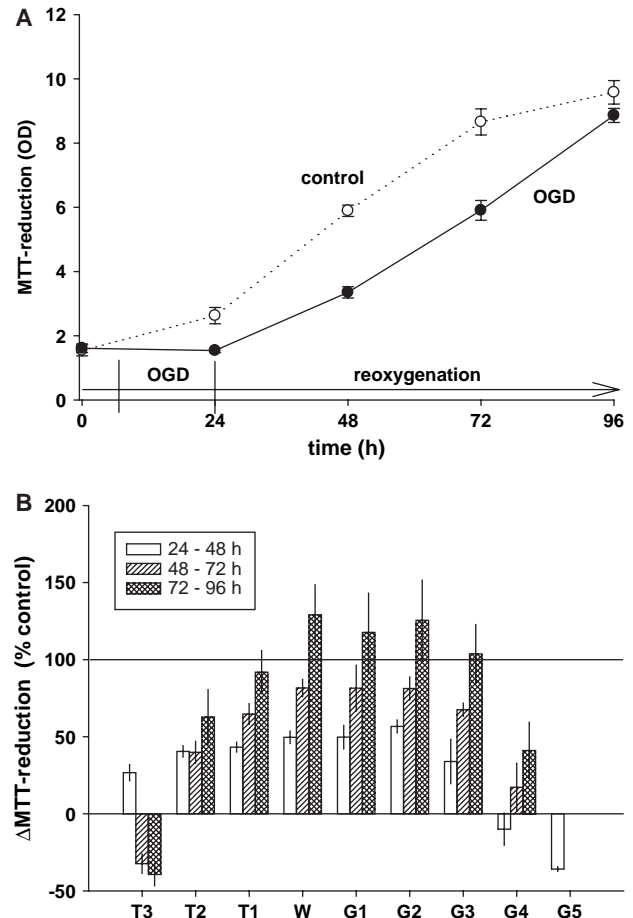 A
12
10
8
6
4
2
0
MTT-reduction (OD)
control
OGD
OGD
reoxygenation
0
24
48
72
96
time (h)
B
200
150
100
50
0
-50
ΔMTT-reduction (% control)
24 - 48 h
48 - 72 h
72 - 96 h
T3
T2
T1
W
G1
G2
G3
G4
G5